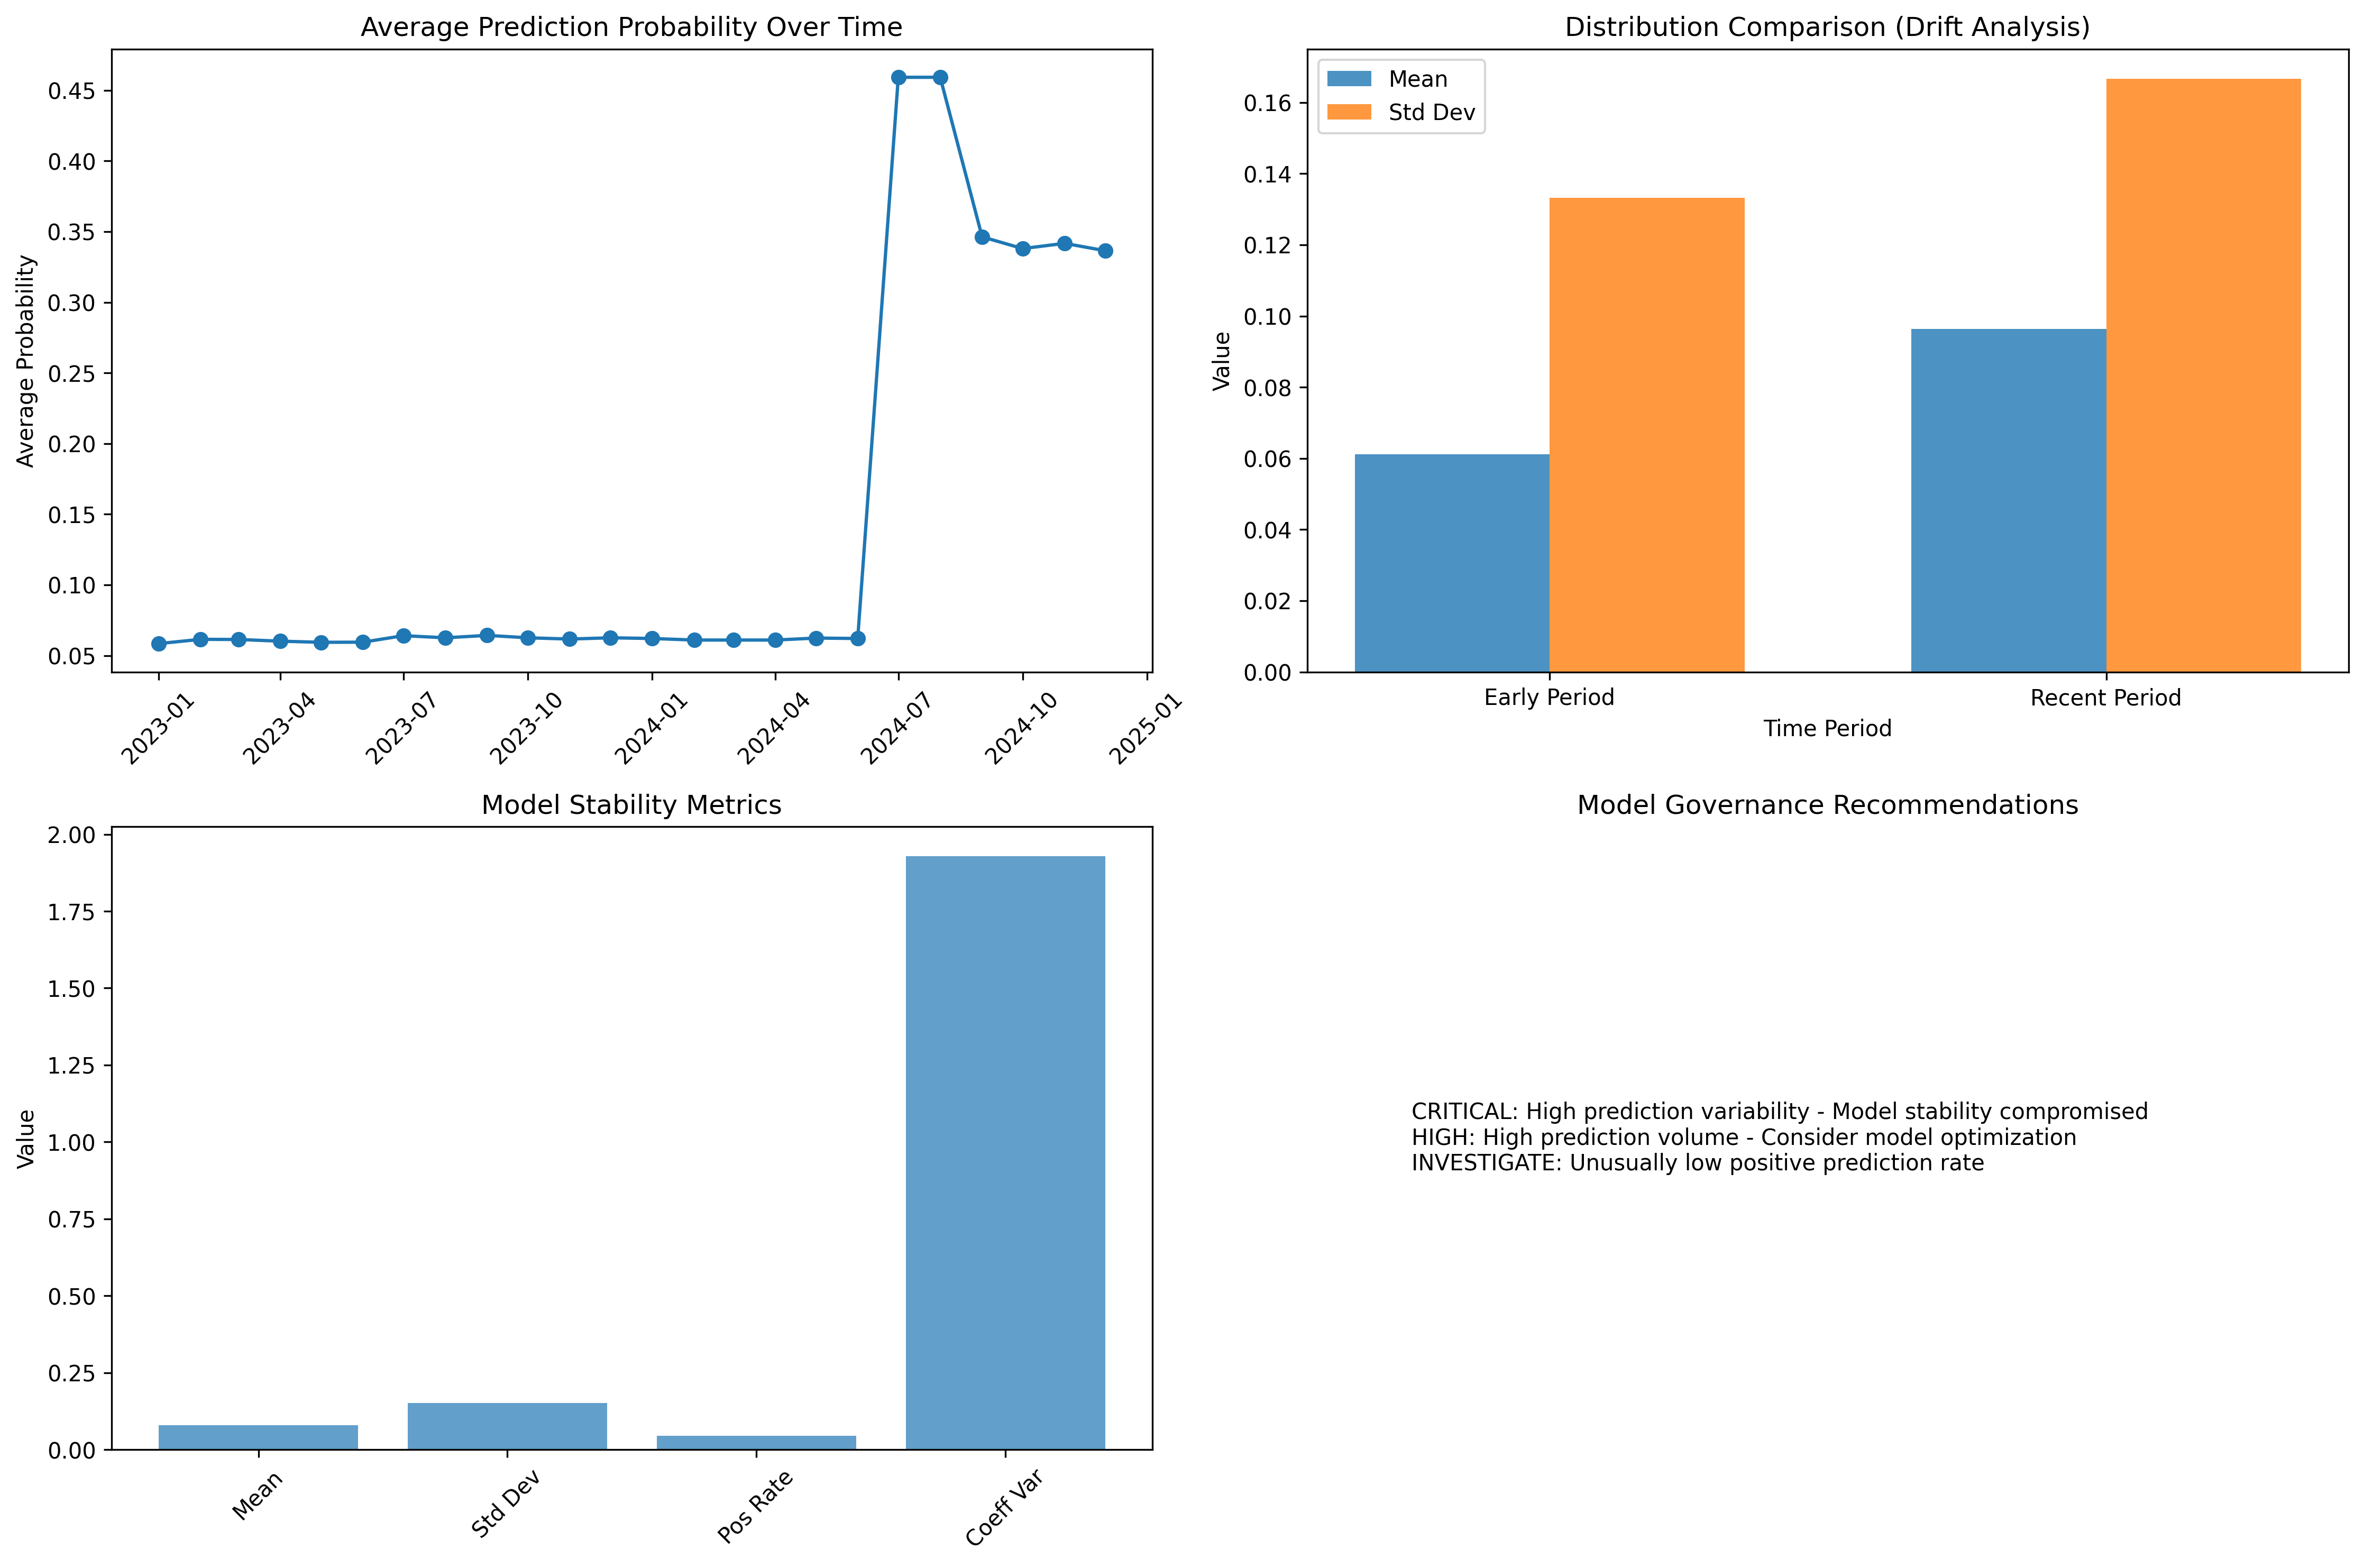 Average Prediction Probability Over Time
Average Probability
0.45
0.40
0.35
0.30
0.25
0.20
0.15
0.10
0.05
2023-01
2023-04
2023-07
2023-10
2024-01
2024-04
2024-07
2024-10
2025-01
Distribution Comparison (Drift Analysis)
Mean
Std Dev
Value
0.16
0.14
0.12
0.10
0.08
0.06
0.04
0.02
0.00
Early Period
Recent Period
Time Period
Model Stability Metrics
Value
2.00
1.75
1.50
1.25
1.00
0.75
0.50
0.25
0.00
Mean
Std Dev
Pos Rate
Coeff Var
Model Governance Recommendations
CRITICAL: High prediction variability - Model stability compromised
HIGH: High prediction volume - Consider model optimization
INVESTIGATE: Unusually low positive prediction rate